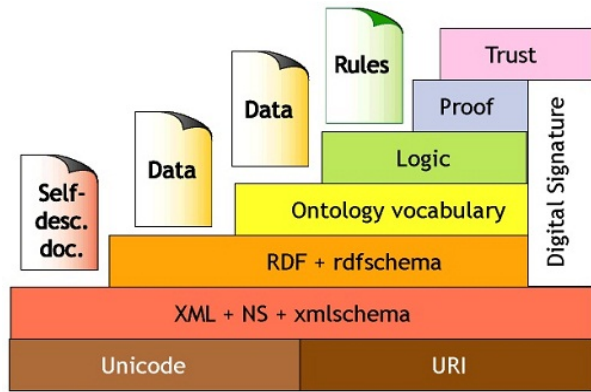 Trust
Rules
Proof
Data
Logic
Data
Self-
desc.
doc.
Ontology vocabulary
Digital Signature
RDF + rdfschema
XML + NS + xmlschema
Unicode
URI